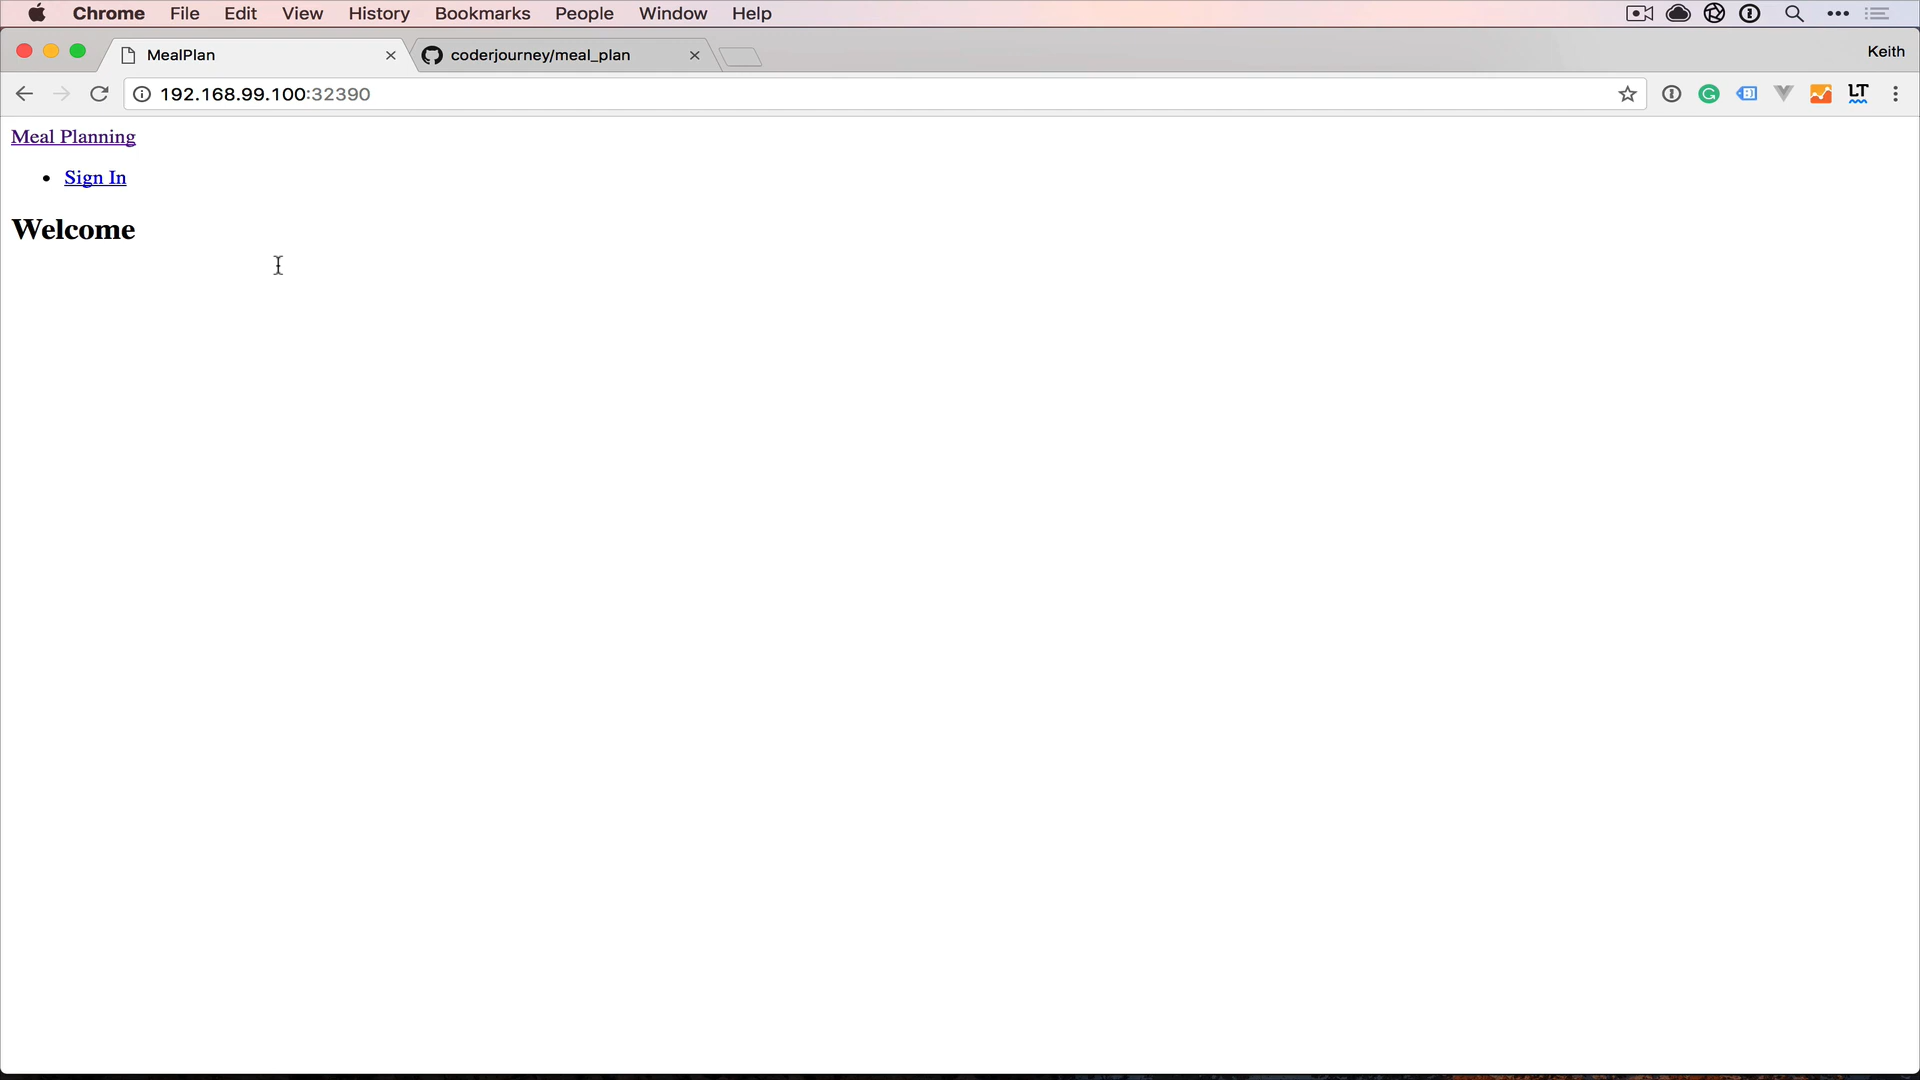 Chrome File Edit View History Bookmarks People Window Help
MealPlan coderjourney/meal_plan Keith
192.168.99.100:32390 LT
Meal Planning
Sign In
Welcome